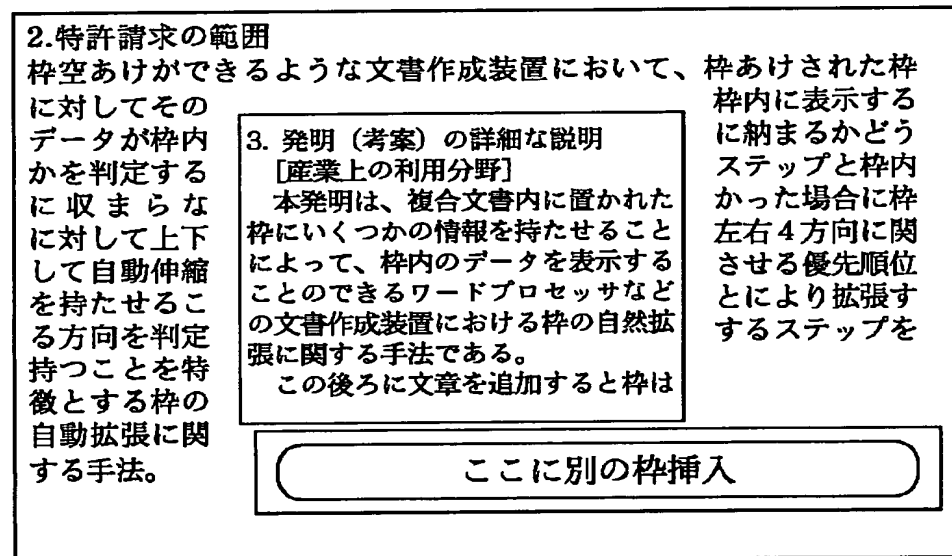 2.特許請求の範囲
枠空あけができるような文書作成装置において、枠あけされた枠
に対してその 枠内に表示する
データが枠内 に納まるかどう
かを判定する ステップと枠内
に収まらな かった場合に枠
に対して上下 左右4方向に関
して自動伸縮 させる優先順位
を持たせるこ とにより拡張す
る方向を判定 するステップを
持つことを特
徴とする枠の
自動拡張に関
する手法。
3. 発明（考案）の詳細な説明
[産業上の利用分野]
本発明は、複合文書内に置かれた
枠にいくつかの情報を持たせること
によって、枠内のデータを表示する
ことのできるワードプロセッサなど
の文書作成装置における枠の自然拡
張に関する手法である。
この後ろに文章を追加すると枠は
ここに別の枠挿入